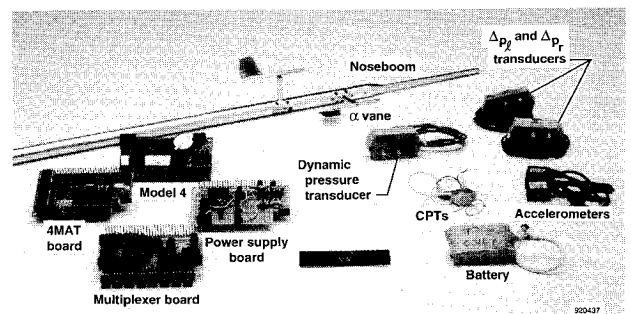 Δpℓ and Δpr
transducers
Noseboom
α vane
Dynamic
pressure
transducer
Model 4
4MAT
board
Power supply
board
CPTs
Accelerometers
Battery
Multiplexer board
920437